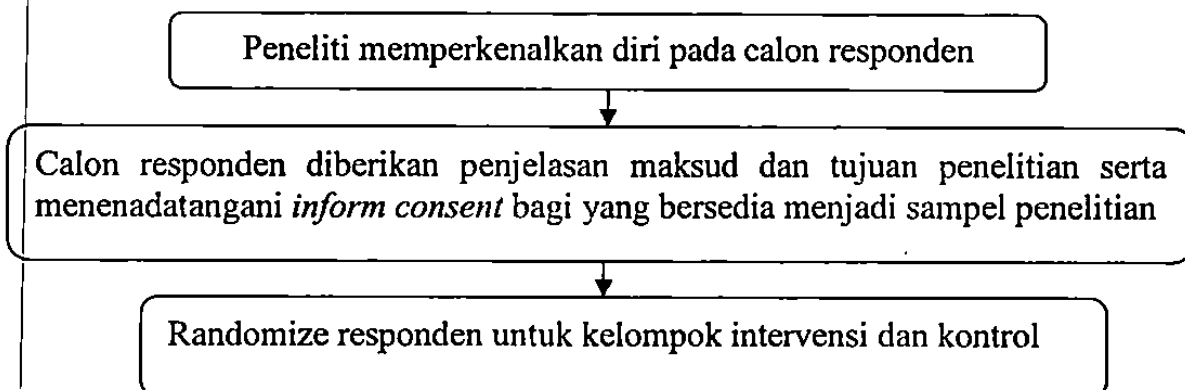 Peneliti memperkenalkan diri pada calon responden
Calon responden diberikan penjelasan maksud dan tujuan penelitian serta
menenadatangani inform consent bagi yang bersedia menjadi sampel penelitian
Randomize responden untuk kelompok intervensi dan kontrol